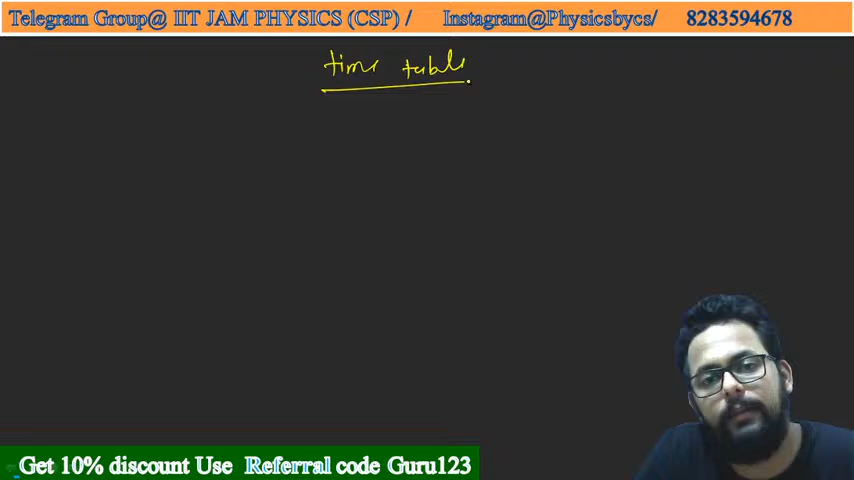 Telegram Group@ IIT JAM PHYSICS (CSP) / Instagram@Physicsbycs/ 8283594678
time table
Get 10% discount Use Referral code Guru123